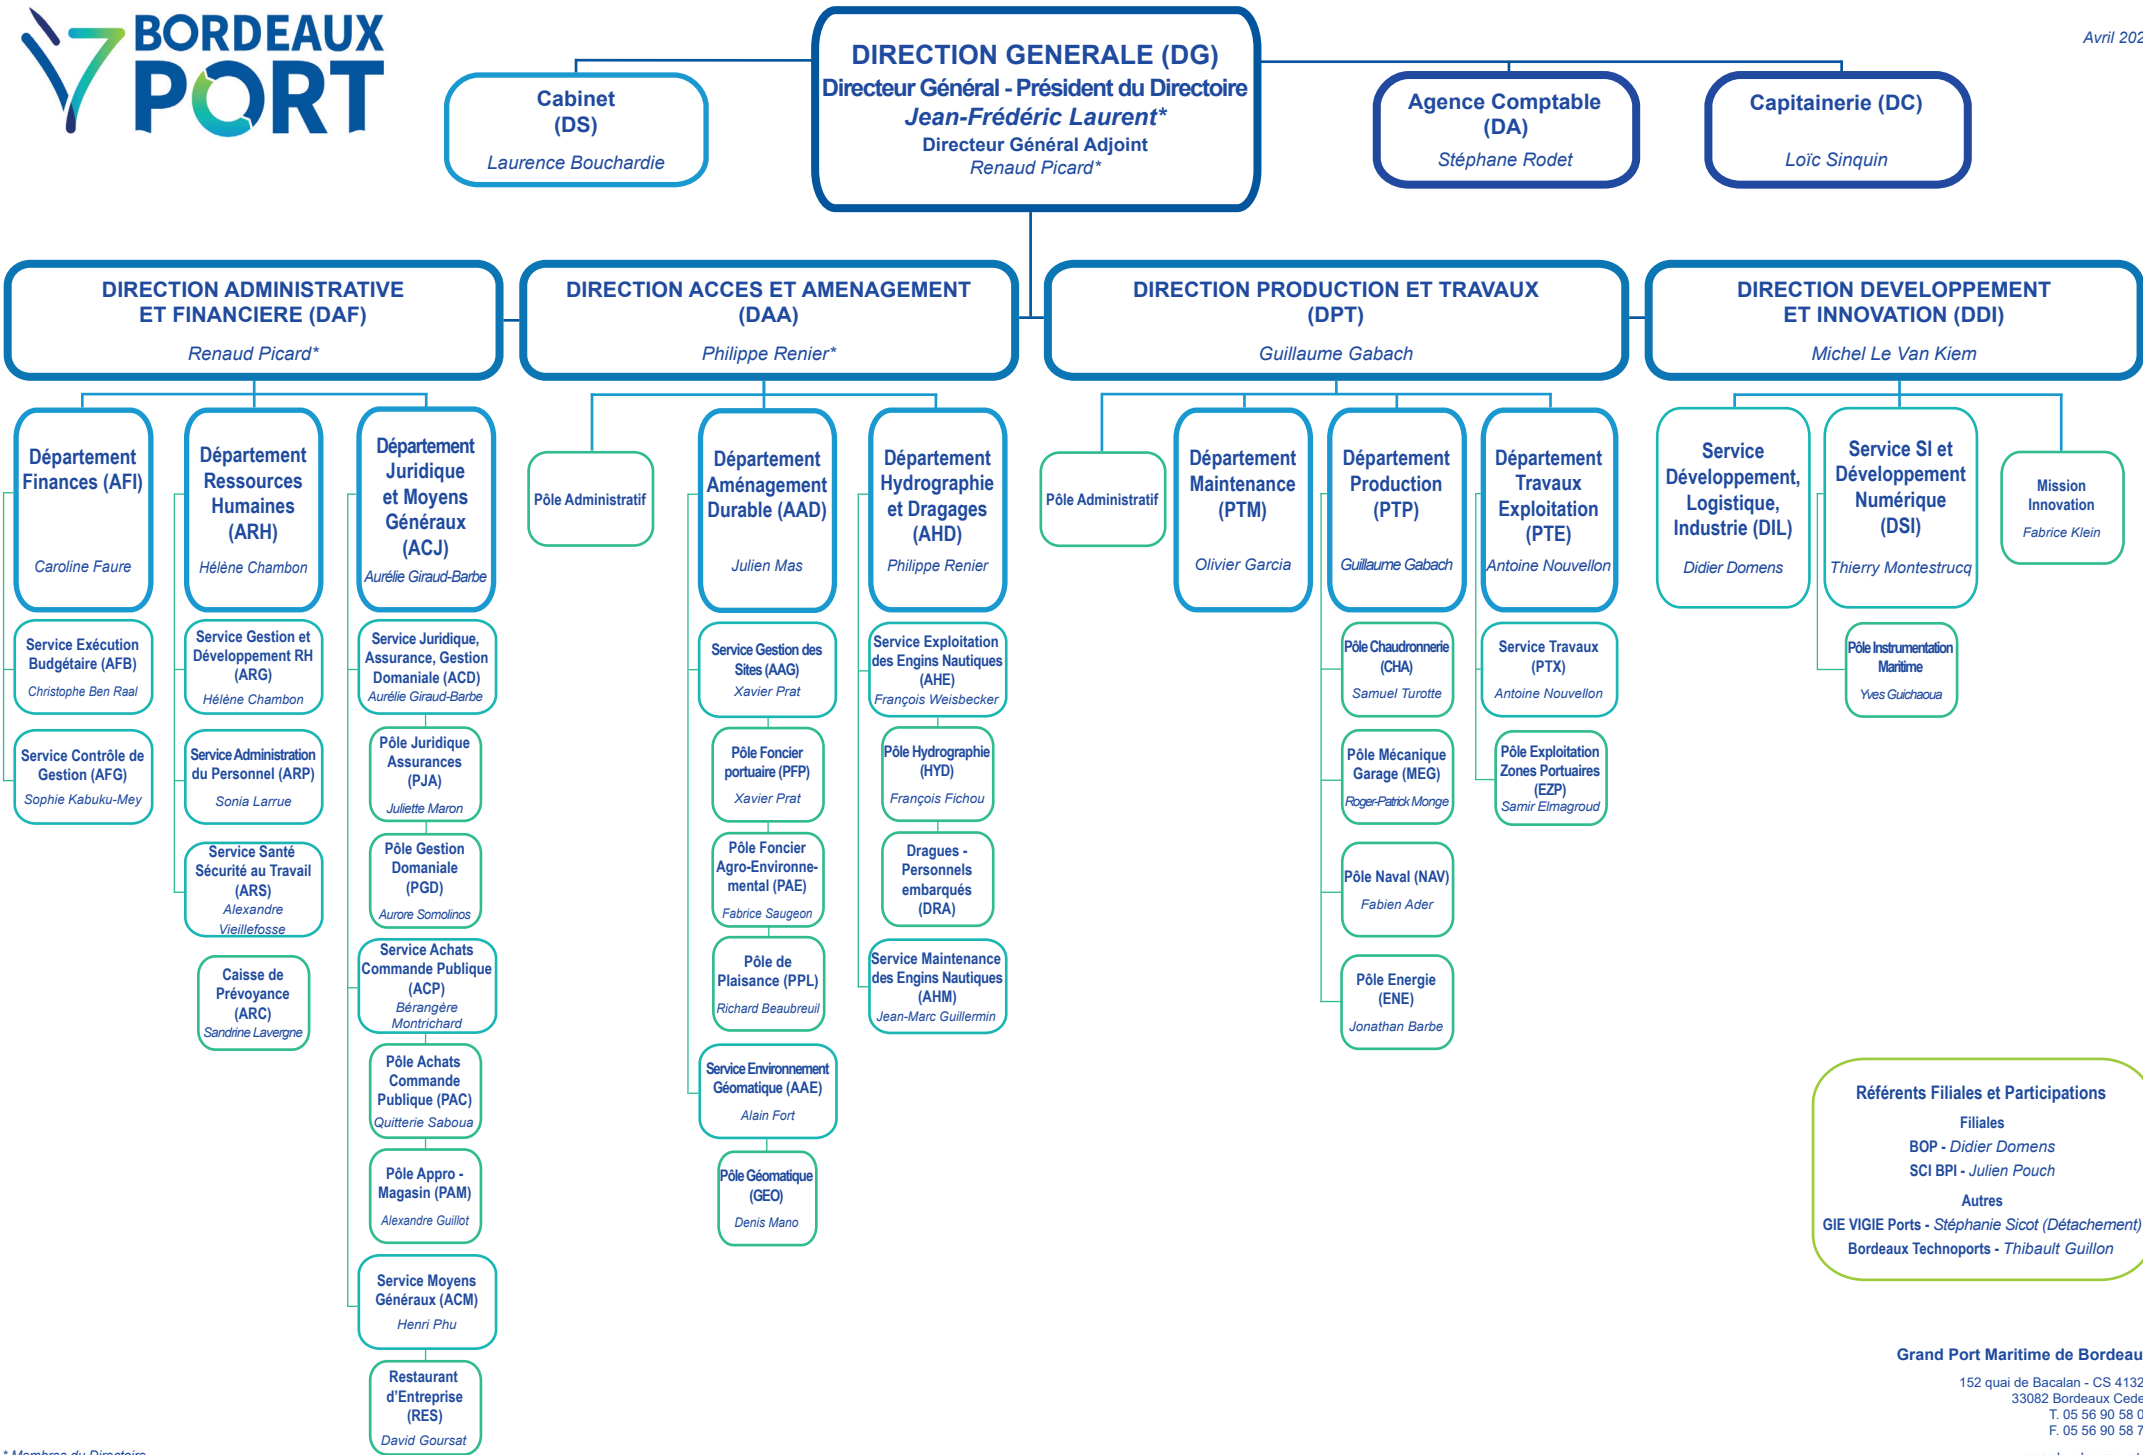 BORDEAUX
PORT
Avril 202
DIRECTION GENERALE (DG)
Directeur Général - Président du Directoire
Jean-Frédéric Laurent*
Directeur Général Adjoint
Renaud Picard*
Cabinet
(DS)
Laurence Bouchardie
Agence Comptable
(DA)
Stéphane Rodet
Capitainerie (DC)
Loïc Sinquin
DIRECTION ADMINISTRATIVE
ET FINANCIERE (DAF)
Renaud Picard*
DIRECTION ACCES ET AMENAGEMENT
(DAA)
Philippe Renier*
DIRECTION PRODUCTION ET TRAVAUX
(DPT)
Guillaume Gabach
DIRECTION DEVELOPPEMENT
ET INNOVATION (DDI)
Michel Le Van Kiem
Département
Finances (AFI)
Caroline Faure
Service Exécution
Budgétaire (AFB)
Christophe Ben Raal
Service Contrôle de
Gestion (AFG)
Sophie Kabuku-Mey
Département
Ressources
Humaines
(ARH)
Hélène Chambon
Service Gestion et
Développement RH
(ARG)
Hélène Chambon
Service Administration
du Personnel (ARP)
Sonia Larrue
Service Santé
Sécurité au Travail
(ARS)
Alexandre
Vieillefosse
Caisse de
Prévoyance
(ARC)
Sandrine Lavergne
Département
Juridique
et Moyens
Généraux
(ACJ)
Aurélie Giraud-Barbe
Service Juridique,
Assurance, Gestion
Domaniale (ACD)
Aurélie Giraud-Barbe
Pôle Juridique
Assurances
(PJA)
Juliette Maron
Pôle Gestion
Domaniale
(PGD)
Aurore Somolinos
Service Achats
Commande Publique
(ACP)
Bérangère
Montrichard
Pôle Achats
Commande
Publique (PAC)
Quitterie Saboua
Pôle Appro -
Magasin (PAM)
Alexandre Guillot
Service Moyens
Généraux (ACM)
Henri Phu
Restaurant
d'Entreprise
(RES)
David Goursat
Pôle Administratif
Département
Aménagement
Durable (AAD)
Julien Mas
Service Gestion des
Sites (AAG)
Xavier Prat
Pôle Foncier
portuaire (PFP)
Xavier Prat
Pôle Foncier
Agro-Environne-
mental (PAE)
Fabrice Saugeon
Pôle de
Plaisance (PPL)
Richard Beaubreuil
Service Environnement
Géomatique (AAE)
Alain Fort
Pôle Géomatique
(GEO)
Denis Mano
Département
Hydrographie
et Dragages
(AHD)
Philippe Renier
Service Exploitation
des Engins Nautiques
(AHE)
François Weisbecker
Pôle Hydrographie
(HYD)
François Fichou
Dragues -
Personnels
embarqués
(DRA)
Service Maintenance
des Engins Nautiques
(AHM)
Jean-Marc Guillermin
Pôle Administratif
Département
Maintenance
(PTM)
Olivier Garcia
Département
Production
(PTP)
Guillaume Gabach
Pôle Chaudronnerie
(CHA)
Samuel Turotte
Pôle Mécanique
Garage (MEG)
Roger-Patrick Monge
Pôle Naval (NAV)
Fabien Ader
Pôle Energie
(ENE)
Jonathan Barbe
Département
Travaux
Exploitation
(PTE)
Antoine Nouvellon
Service Travaux
(PTX)
Antoine Nouvellon
Pôle Exploitation
Zones Portuaires
(EZP)
Samir Elmagroud
Service
Développement,
Logistique,
Industrie (DIL)
Didier Domens
Service SI et
Développement
Numérique
(DSI)
Thierry Montestrucq
Pôle Instrumentation
Maritime
Yves Guichaoua
Mission
Innovation
Fabrice Klein
Référents Filiales et Participations
Filiales
BOP - Didier Domens
SCI BPI - Julien Pouch
Autres
GIE VIGIE Ports - Stéphanie Sicot (Détachement)
Bordeaux Technoports - Thibault Guillon
Grand Port Maritime de Bordeau
152 quai de Bacalan - CS 4132
33082 Bordeaux Cede
T. 05 56 90 58 0
F. 05 56 90 58 7
* Membres du Directoire